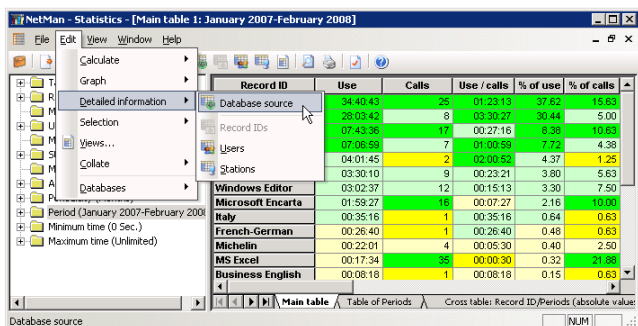 NetMan - Statistics - [Main table 1: January 2007-February 2008]
File Edit View Window Help
Calculate
Graph
Detailed information
Selection
Views...
Collate
Databases
Database source
Record IDs
Users
Stations
Period (January 2007-February 200
Minimum time (0 Sec.)
Maximum time (Unlimited)
Record ID Use Calls Use / calls % of use % of calls
34:40:43 25 01:23:13 37.62 15.63
28:03:42 8 03:30:27 30.44 5.00
07:43:36 17 00:27:16 8.38 10.63
07:06:59 7 01:00:59 7.72 4.38
04:01:45 2 02:00:52 4.37 1.25
03:30:10 9 00:23:21 3.80 5.63
Windows Editor 03:02:37 12 00:15:13 3.30 7.50
Microsoft Encarta 01:59:27 16 00:07:27 2.16 10.00
Italy 00:35:16 1 00:35:16 0.64 0.63
French-German 00:26:40 1 00:26:40 0.48 0.63
Michelin 00:22:01 4 00:05:30 0.40 2.50
MS Excel 00:17:34 35 00:00:30 0.32 21.88
Business English 00:08:18 1 00:08:18 0.15 0.63
Main table Table of Periods Cross table: Record ID/Periods (absolute value:
Database source NUM